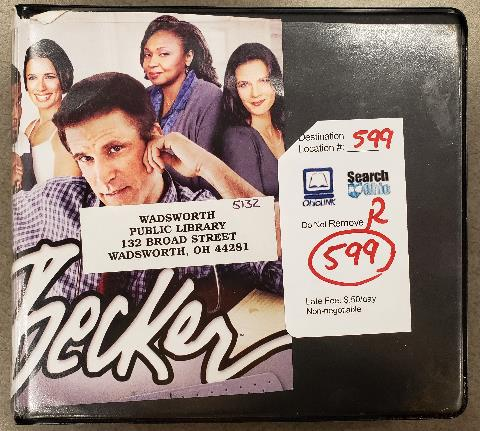 5132
WADSWORTH
PUBLIC LIBRARY
132 BROAD STREET
WADSWORTH, OH 44281
Becker
Destination
Location #: 599
OhioLINK
Search
Ohio
Do Not Remove R
599
Late Fee: $.50/day
Non-negotiable